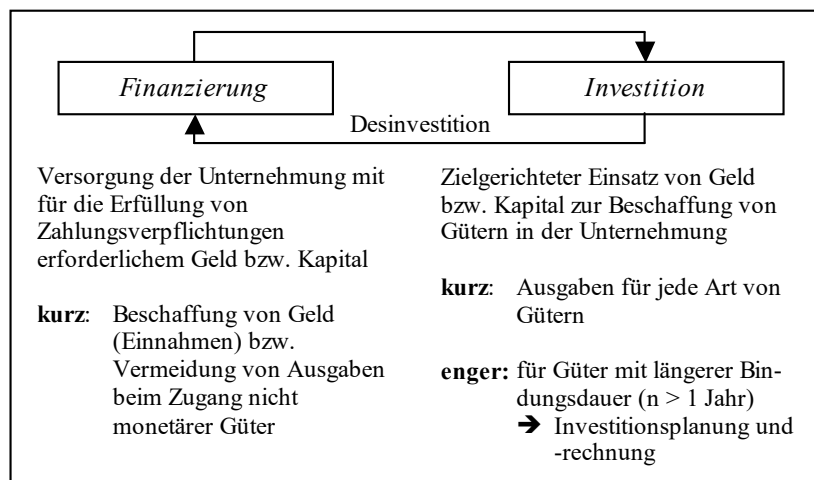 Finanzierung
Investition
Desinvestition
Versorgung der Unternehmung mit
für die Erfüllung von
Zahlungsverpflichtungen
erforderlichem Geld bzw. Kapital
kurz: Beschaffung von Geld
(Einnahmen) bzw.
Vermeidung von Ausgaben
beim Zugang nicht
monetärer Güter
Zielgerichteter Einsatz von Geld
bzw. Kapital zur Beschaffung von
Gütern in der Unternehmung
kurz: Ausgaben für jede Art von
Gütern
enger: für Güter mit längerer Bin-
dungsdauer (n > 1 Jahr)
➔ Investitionsplanung und
-rechnung